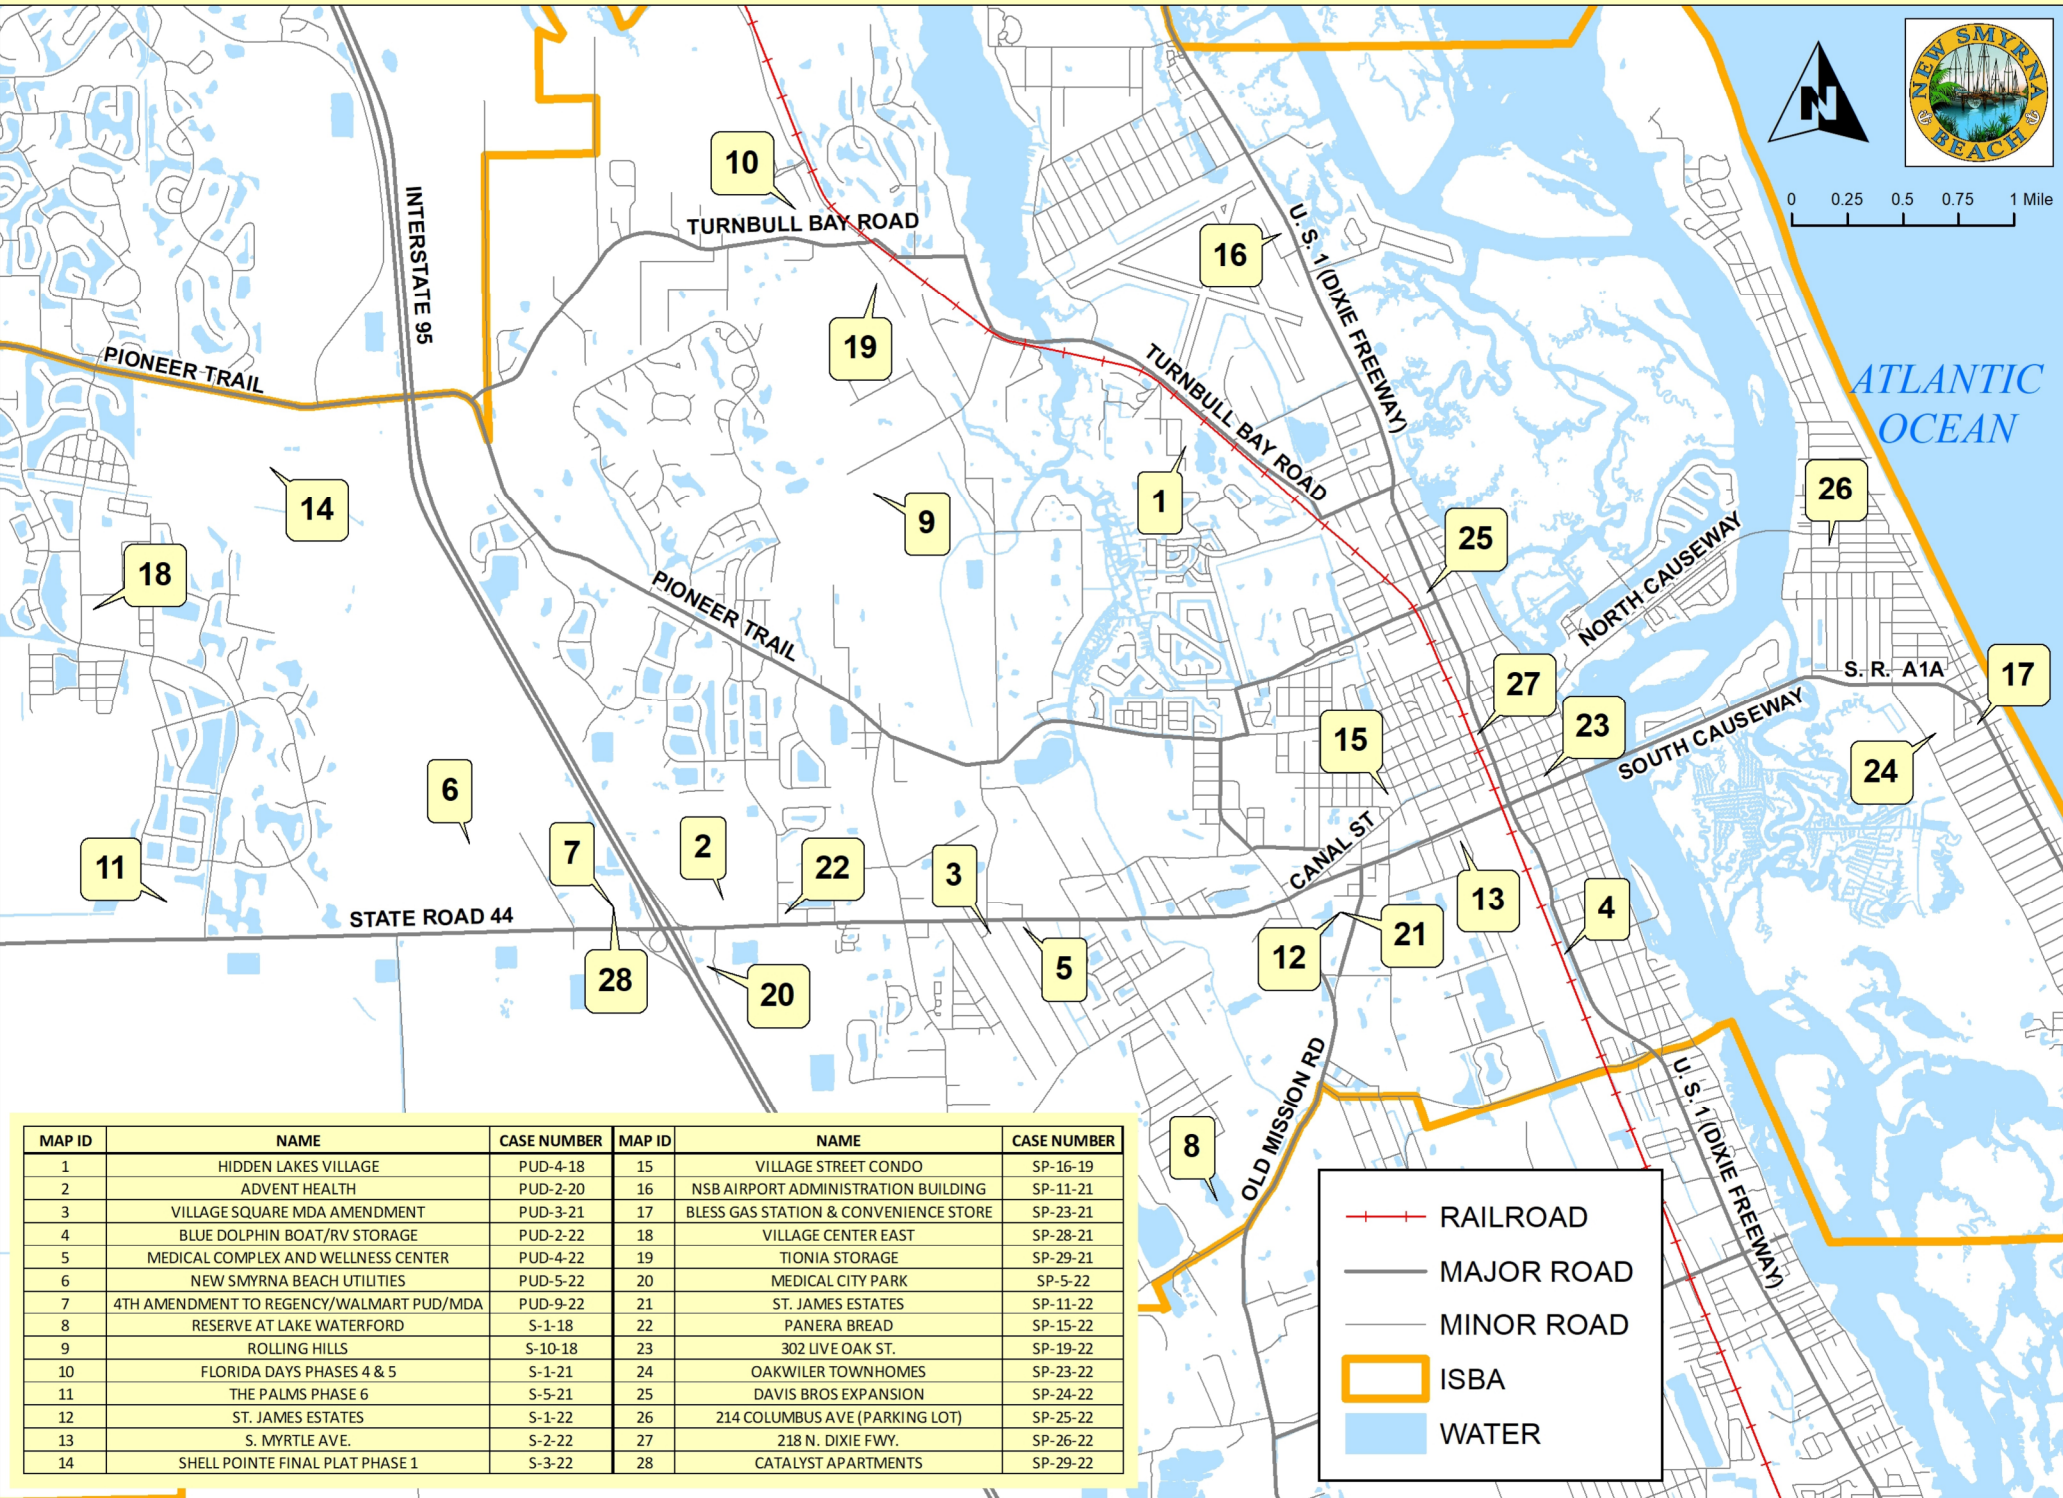 NEW SMYRNA BEACH
N
0 0.25 0.5 0.75 1 Mile
10
TURNBULL BAY ROAD
INTERSTATE 95
16
U. S. 1 (DIXIE FREEWAY)
19
PIONEER TRAIL
TURNBULL BAY ROAD
ATLANTIC
OCEAN
14
9
1
26
25
18
NORTH CAUSEWAY
PIONEER TRAIL
S. R. A1A
17
27
23
15
SOUTH CAUSEWAY
24
6
7
2
22
3
11
CANAL ST
13
4
STATE ROAD 44
21
12
5
28
20
OLD MISSION RD
8
U. S. 1 (DIXIE FREEWAY)
MAP ID NAME CASE NUMBER MAP ID NAME CASE NUMBER
1 HIDDEN LAKES VILLAGE PUD-4-18 15 VILLAGE STREET CONDO SP-16-19
2 ADVENT HEALTH PUD-2-20 16 NSB AIRPORT ADMINISTRATION BUILDING SP-11-21
3 VILLAGE SQUARE MDA AMENDMENT PUD-3-21 17 BLESS GAS STATION & CONVENIENCE STORE SP-23-21
4 BLUE DOLPHIN BOAT/RV STORAGE PUD-2-22 18 VILLAGE CENTER EAST SP-28-21
5 MEDICAL COMPLEX AND WELLNESS CENTER PUD-4-22 19 TIONIA STORAGE SP-29-21
6 NEW SMYRNA BEACH UTILITIES PUD-5-22 20 MEDICAL CITY PARK SP-5-22
7 4TH AMENDMENT TO REGENCY/WALMART PUD/MDA PUD-9-22 21 ST. JAMES ESTATES SP-11-22
8 RESERVE AT LAKE WATERFORD S-1-18 22 PANERA BREAD SP-15-22
9 ROLLING HILLS S-10-18 23 302 LIVE OAK ST. SP-19-22
10 FLORIDA DAYS PHASES 4 & 5 S-1-21 24 OAKWILER TOWNHOMES SP-23-22
11 THE PALMS PHASE 6 S-5-21 25 DAVIS BROS EXPANSION SP-24-22
12 ST. JAMES ESTATES S-1-22 26 214 COLUMBUS AVE (PARKING LOT) SP-25-22
13 S. MYRTLE AVE. S-2-22 27 218 N. DIXIE FWY. SP-26-22
14 SHELL POINTE FINAL PLAT PHASE 1 S-3-22 28 CATALYST APARTMENTS SP-29-22
RAILROAD
MAJOR ROAD
MINOR ROAD
ISBA
WATER